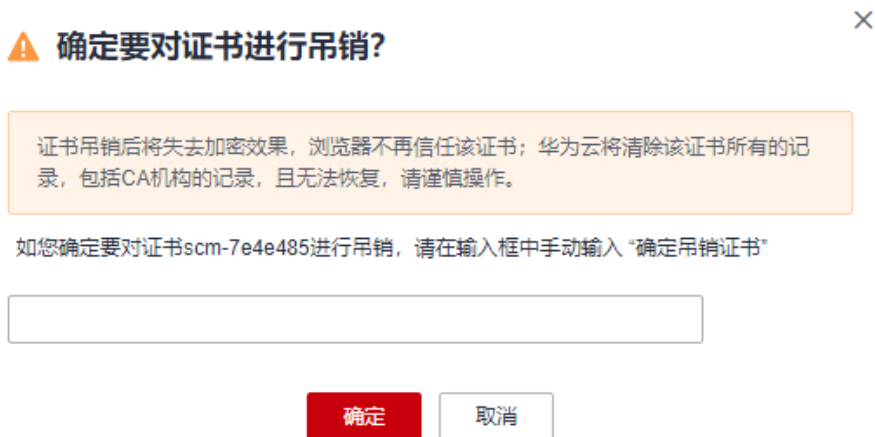 确定要对证书进行吊销？
证书吊销后将失去加密效果，浏览器不再信任该证书；华为云将清除该证书所有的记
录，包括CA机构的记录，且无法恢复，请谨慎操作。
如您确定要对证书scm-7e4e485进行吊销，请在输入框中手动输入 “确定吊销证书”
确定
取消